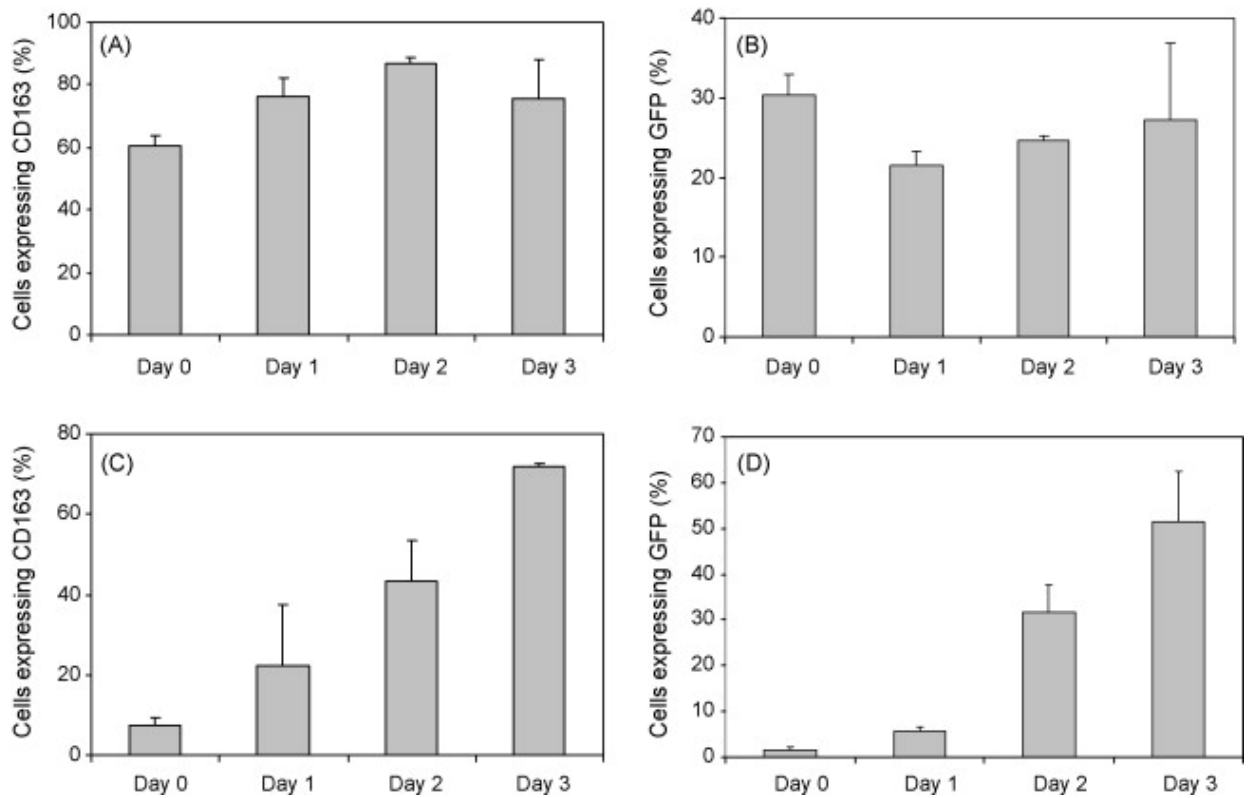 (A)
Cells expressing CD163 (%)
100
80
60
40
20
0
Day 0 Day 1 Day 2 Day 3
(B)
Cells expressing GFP (%)
40
30
20
10
0
Day 0 Day 1 Day 2 Day 3
(C)
Cells expressing CD163 (%)
80
60
40
20
0
Day 0 Day 1 Day 2 Day 3
(D)
Cells expressing GFP (%)
70
60
50
40
30
20
10
0
Day 0 Day 1 Day 2 Day 3